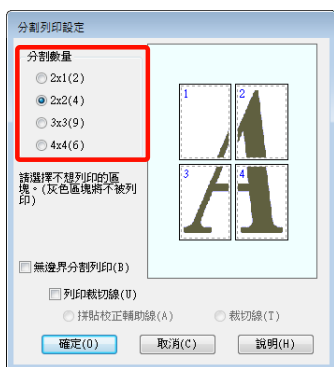 分割列印設定
分割數量
2x1(2)
2x2(4)
3x3(9)
4x4(6)
1
2
3
4
請選擇不想列印的區
塊。(灰色區塊將不被列
印)
無邊界分割列印(B)
列印裁切線(U)
拼貼校正輔助線(A)
裁切線(T)
確定(O)
取消(C)
說明(H)